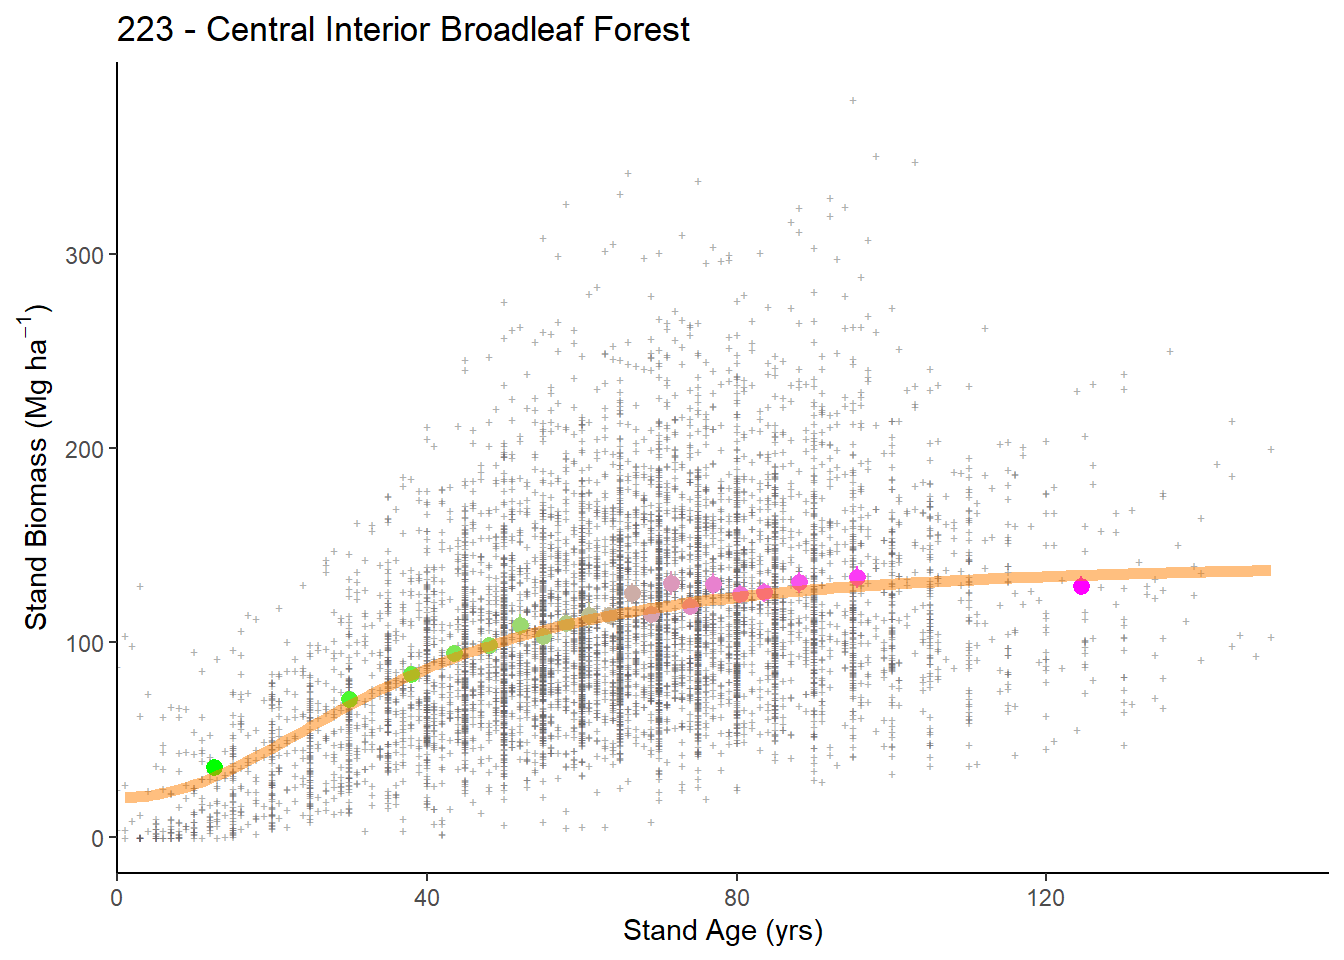 223 - Central Interior Broadleaf Forest
Stand Biomass (Mg ha⁻¹)
300
200
100
0
0 40 80 120
Stand Age (yrs)